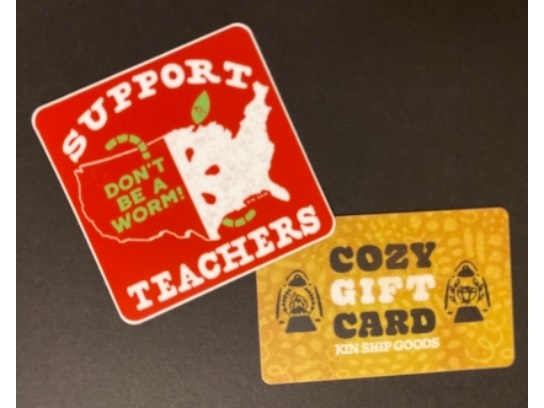 SUPPORT
DON'T
BE A
WORM!
TEACHERS
COZY
GIFT
CARD
KIN SHIP GOODS